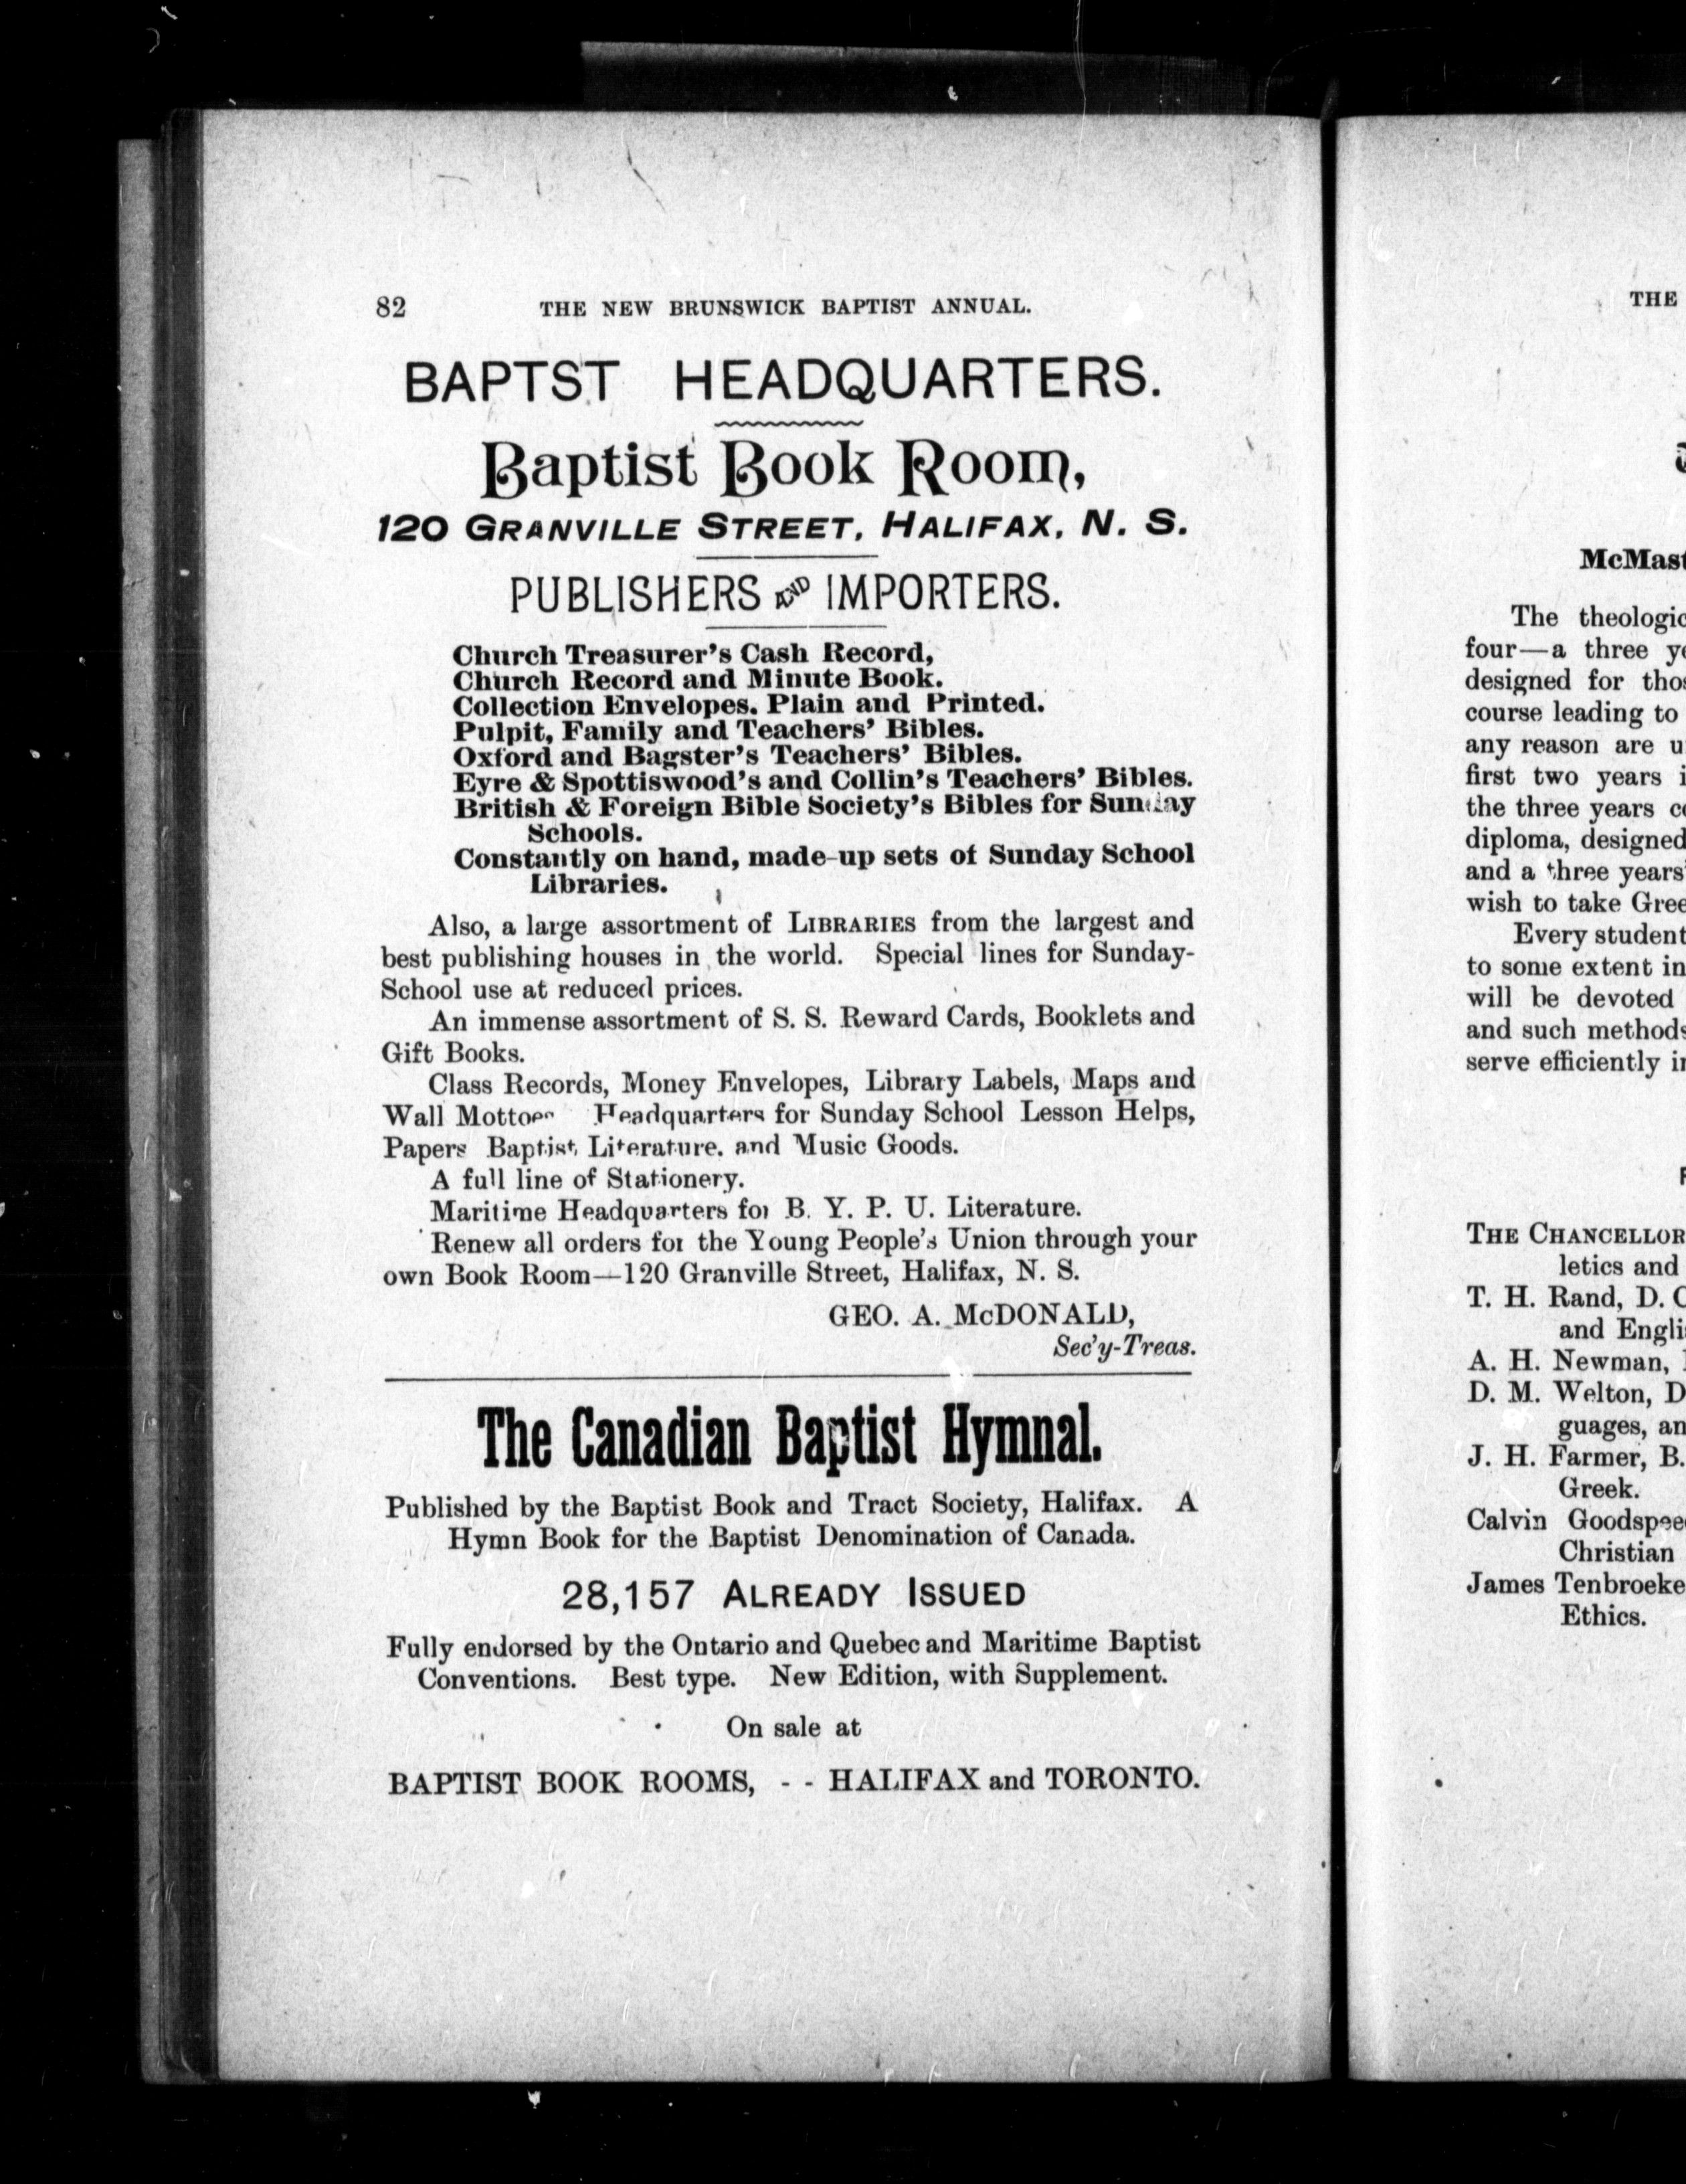 82 THE NEW BRUNSWICK BAPTIST ANNUAL.
BAPTST HEADQUARTERS.
Baptist Book Room,
120 GRANVILLE STREET, HALIFAX, N. S.
PUBLISHERS AND IMPORTERS.
Church Treasurer's Cash Record,
Church Record and Minute Book.
Collection Envelopes. Plain and Printed.
Pulpit, Family and Teachers' Bibles.
Oxford and Bagster's Teachers' Bibles.
Eyre & Spottiswood's and Collin's Teachers' Bibles.
British & Foreign Bible Society's Bibles for Sunday
Schools.
Constantly on hand, made-up sets of Sunday School
Libraries.
Also, a large assortment of LIBRARIES from the largest and
best publishing houses in the world. Special lines for Sunday-
School use at reduced prices.
An immense assortment of S. S. Reward Cards, Booklets and
Gift Books.
Class Records, Money Envelopes, Library Labels, Maps and
Wall Mottoes Headquarters for Sunday School Lesson Helps,
Papers Baptist Literature. and Music Goods.
A full line of Stationery.
Maritime Headquarters for B. Y. P. U. Literature.
Renew all orders for the Young People's Union through your
own Book Room—120 Granville Street, Halifax, N. S.
GEO. A. McDONALD,
Sec'y-Treas.
The Canadian Baptist Hymnal.
Published by the Baptist Book and Tract Society, Halifax. A
Hymn Book for the Baptist Denomination of Canada.
28,157 ALREADY ISSUED
Fully endorsed by the Ontario and Quebec and Maritime Baptist
Conventions. Best type. New Edition, with Supplement.
On sale at
BAPTIST BOOK ROOMS, - - HALIFAX and TORONTO.
THE
McMast
The theologic
four—a three ye
designed for thos
course leading to
any reason are u
first two years i
the three years co
diploma, designed
and a three years'
wish to take Gree
Every student
to some extent in
will be devoted
and such methods
serve efficiently in
THE CHANCELLOR
letics and
T. H. Rand, D. C
and Englis
A. H. Newman,
D. M. Welton, D
guages, an
J. H. Farmer, B.
Greek.
Calvin Goodspee
Christian
James Tenbroeke
Ethics.